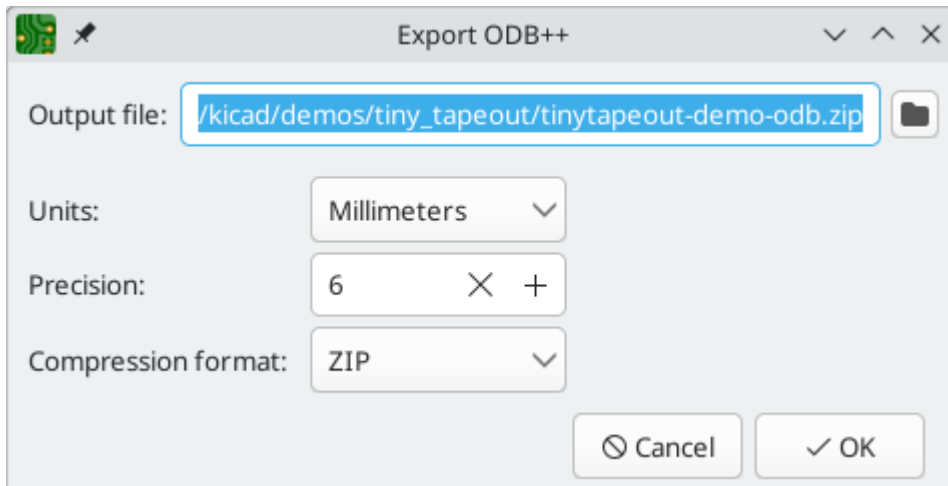 Export ODB++
Output file: /kicad/demos/tiny_tapeout/tinytapeout-demo-odb.zip
Units: Millimeters
Precision: 6
Compression format: ZIP
Cancel OK